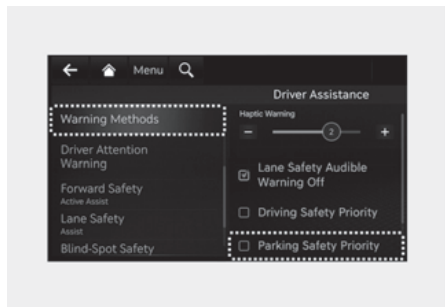 Menu
Driver Assistance
Warning Methods
Haptic Warning
- 2 +
Driver Attention
Warning
Lane Safety Audible
Warning Off
Forward Safety
Active Assist
Driving Safety Priority
Lane Safety
Assist
Parking Safety Priority
Blind-Spot Safety